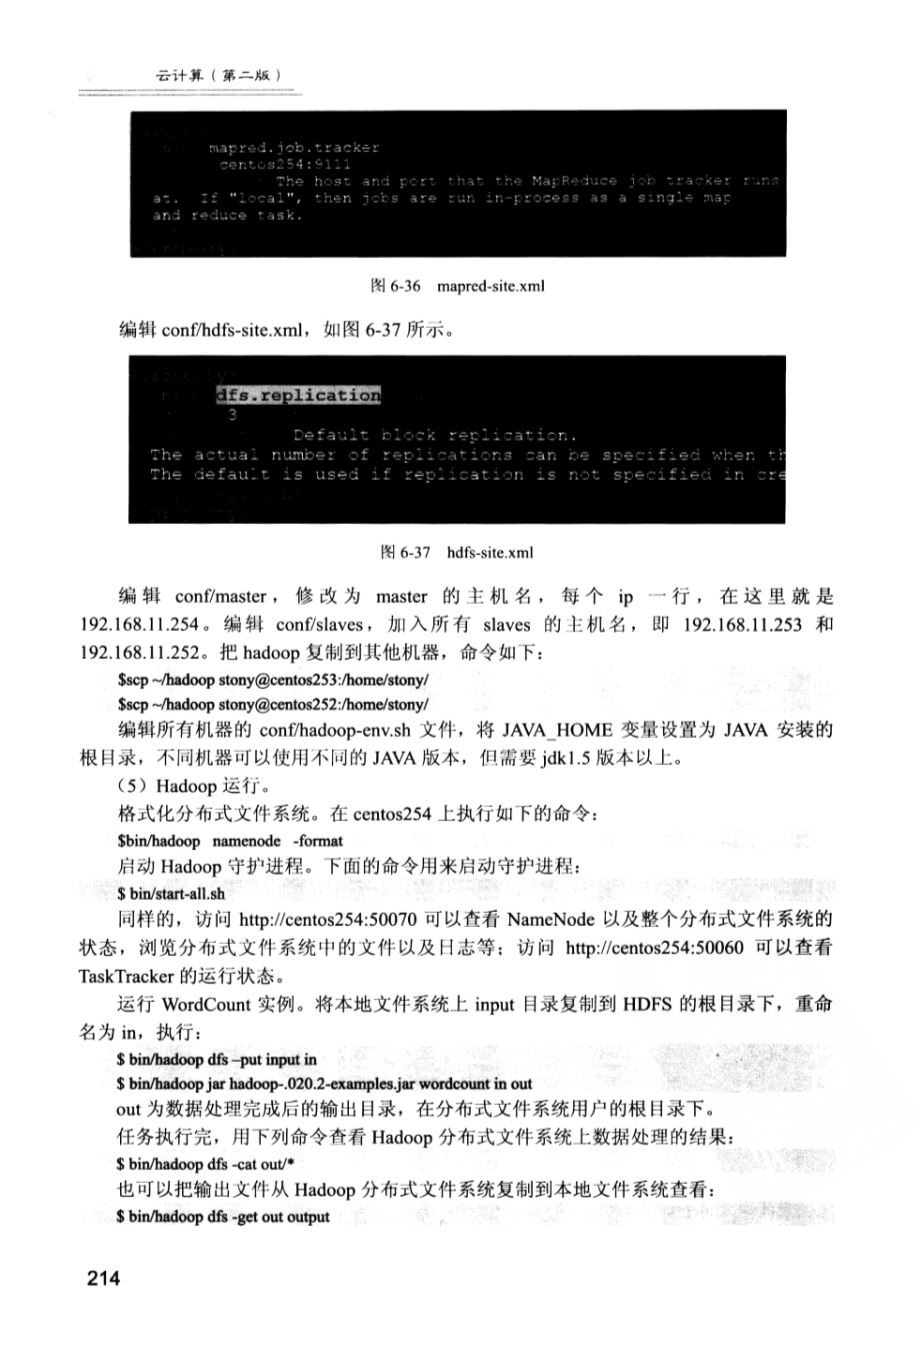 云计算（第二版）
mapred.job.tracker
centos254:9111
The host and port that the MapReduce job tracker runs
at. If "local", then jobs are run in-process as a single map
and reduce task.
图 6-36 mapred-site.xml
编辑 conf/hdfs-site.xml，如图 6-37 所示。
dfs.replication
3
Default block replication.
The actual number of replications can be specified when th
The default is used if replication is not specified in cre
图 6-37 hdfs-site.xml
编辑 conf/master，修改为 master 的主机名，每个 ip 一行，在这里就是
192.168.11.254。编辑 conf/slaves，加入所有 slaves 的主机名，即 192.168.11.253 和
192.168.11.252。把 hadoop 复制到其他机器，命令如下：
$scp ~/hadoop stony@centos253:/home/stony/
$scp ~/hadoop stony@centos252:/home/stony/
编辑所有机器的 conf/hadoop-env.sh 文件，将 JAVA_HOME 变量设置为 JAVA 安装的
根目录，不同机器可以使用不同的 JAVA 版本，但需要 jdk1.5 版本以上。
（5）Hadoop 运行。
格式化分布式文件系统。在 centos254 上执行如下的命令：
$bin/hadoop namenode -format
启动 Hadoop 守护进程。下面的命令用来启动守护进程：
$ bin/start-all.sh
同样的，访问 http://centos254:50070 可以查看 NameNode 以及整个分布式文件系统的
状态，浏览分布式文件系统中的文件以及日志等；访问 http://centos254:50060 可以查看
TaskTracker 的运行状态。
运行 WordCount 实例。将本地文件系统上 input 目录复制到 HDFS 的根目录下，重命
名为 in，执行：
$ bin/hadoop dfs –put input in
$ bin/hadoop jar hadoop-.020.2-examples.jar wordcount in out
out 为数据处理完成后的输出目录，在分布式文件系统用户的根目录下。
任务执行完，用下列命令查看 Hadoop 分布式文件系统上数据处理的结果：
$ bin/hadoop dfs -cat out/*
也可以把输出文件从 Hadoop 分布式文件系统复制到本地文件系统查看：
$ bin/hadoop dfs -get out output
214